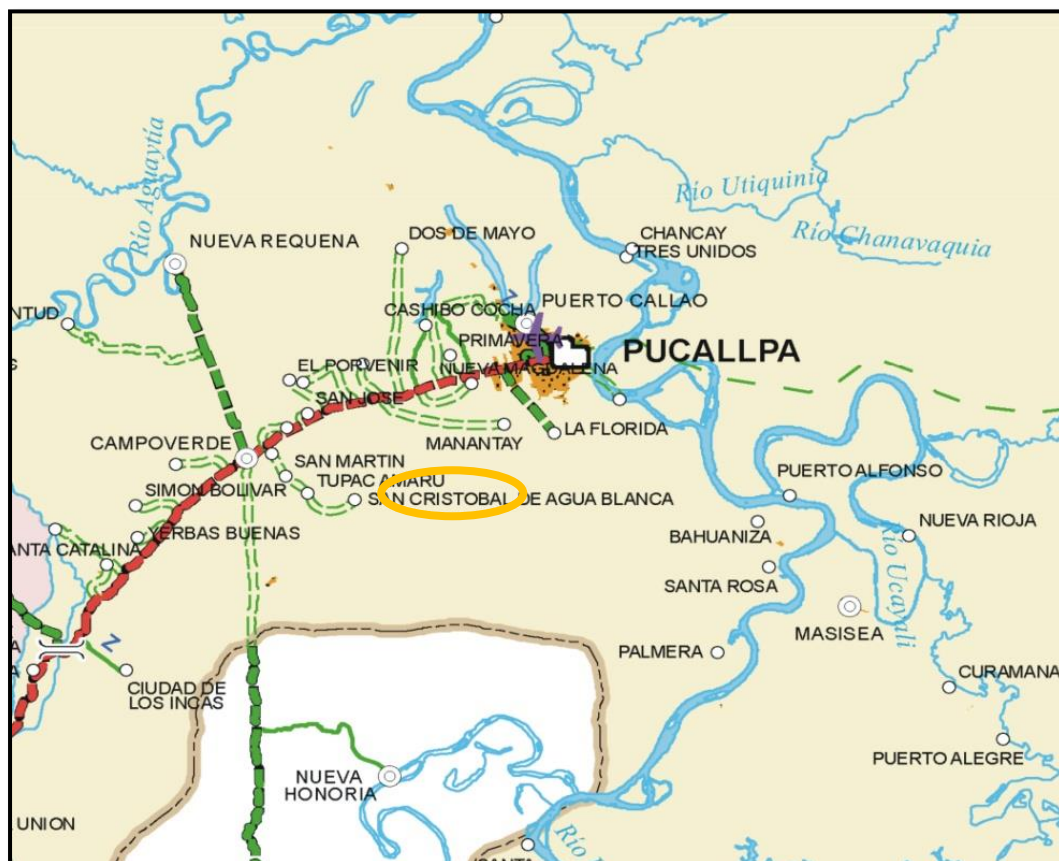 Río Aguaytía
Río Utiquinia
NUEVA REQUENA
DOS DE MAYO
CHANCAY
TRES UNIDOS
Río Chanavaquia
NTUD
CASHIBO COCHA
PUERTO CALLAO
S
PRIMAVERA
PUCALLPA
EL PORVENIR
NUEVA MAGDALENA
SAN JOSE
CAMPOVERDE
MANANTAY
LA FLORIDA
SAN MARTIN
PUERTO ALFONSO
TUPAC AMARU
SIMON BOLIVAR
SAN CRISTOBAL DE AGUA BLANCA
NUEVA RIOJA
YERBAS BUENAS
BAHUANIZA
ANTA CATALINA
Río Ucayali
SANTA ROSA
MASISEA
A
PALMERA
A
CURAMANA
CIUDAD DE
LOS INCAS
PUERTO ALEGRE
NUEVA
HONORIA
UNION
Río